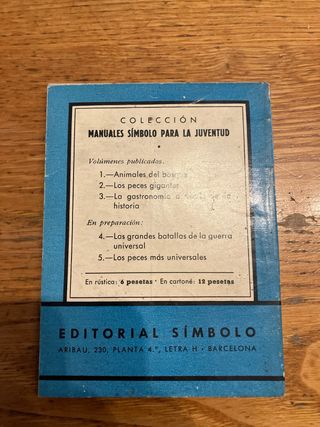 COLECCIÓN
MANUALES SÍMBOLO PARA LA JUVENTUD
Volúmenes publicados:
1.—Animales del bosque
2.—Los peces gigantes
3.—La gastronomía a de la
historia
En preparación:
4.—Las grandes batallas de la guerra
universal
5.—Los peces más universales
En rústica: 6 pesetas · En cartoné: 12 pesetas
EDITORIAL SÍMBOLO
ARIBAU, 230, PLANTA 4.ª, LETRA H • BARCELONA